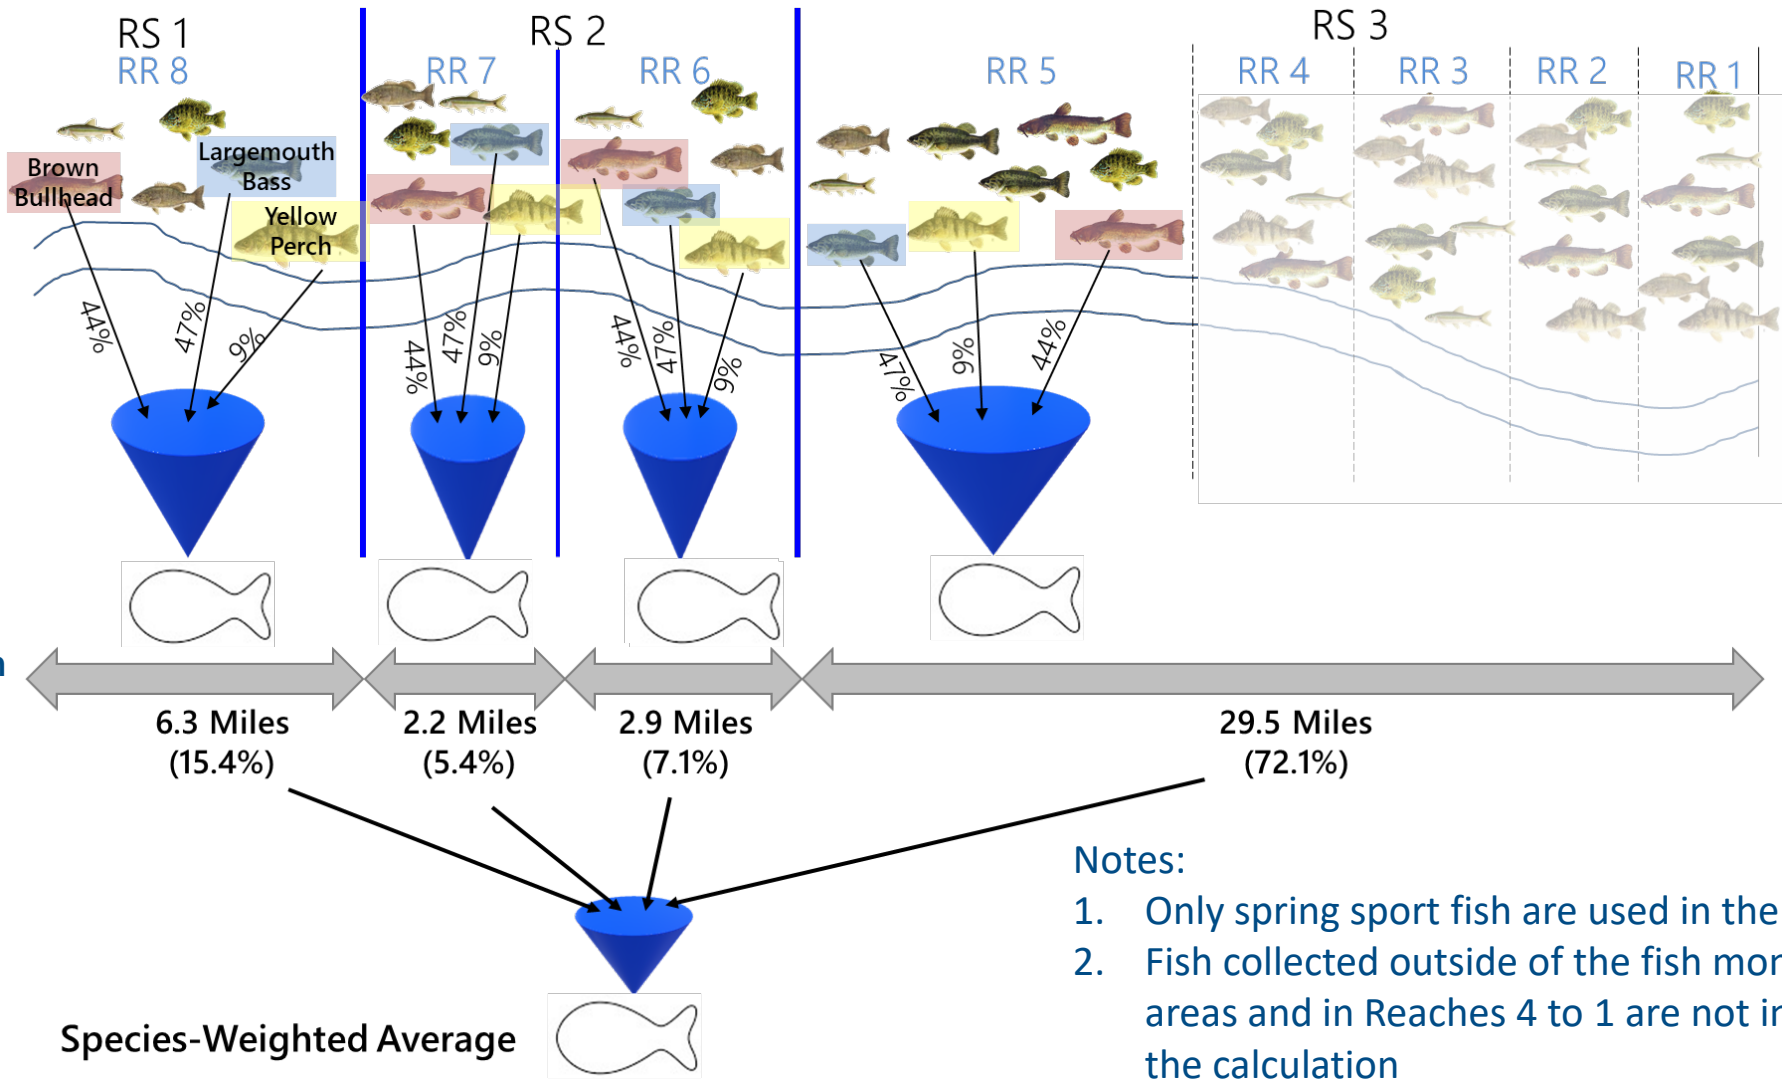 RS 1
RS 2
RS 3
RR 8
RR 7
RR 6
RR 5
RR 4
RR 3
RR 2
RR 1
Brown
Bullhead
Largemouth
Bass
Yellow
Perch
44%
47%
9%
44%
47%
9%
44%
47%
9%
47%
9%
44%
6.3 Miles
(15.4%)
2.2 Miles
(5.4%)
2.9 Miles
(7.1%)
29.5 Miles
(72.1%)
Notes:
1. Only spring sport fish are used in the
2. Fish collected outside of the fish mon
areas and in Reaches 4 to 1 are not in
the calculation
Species-Weighted Average